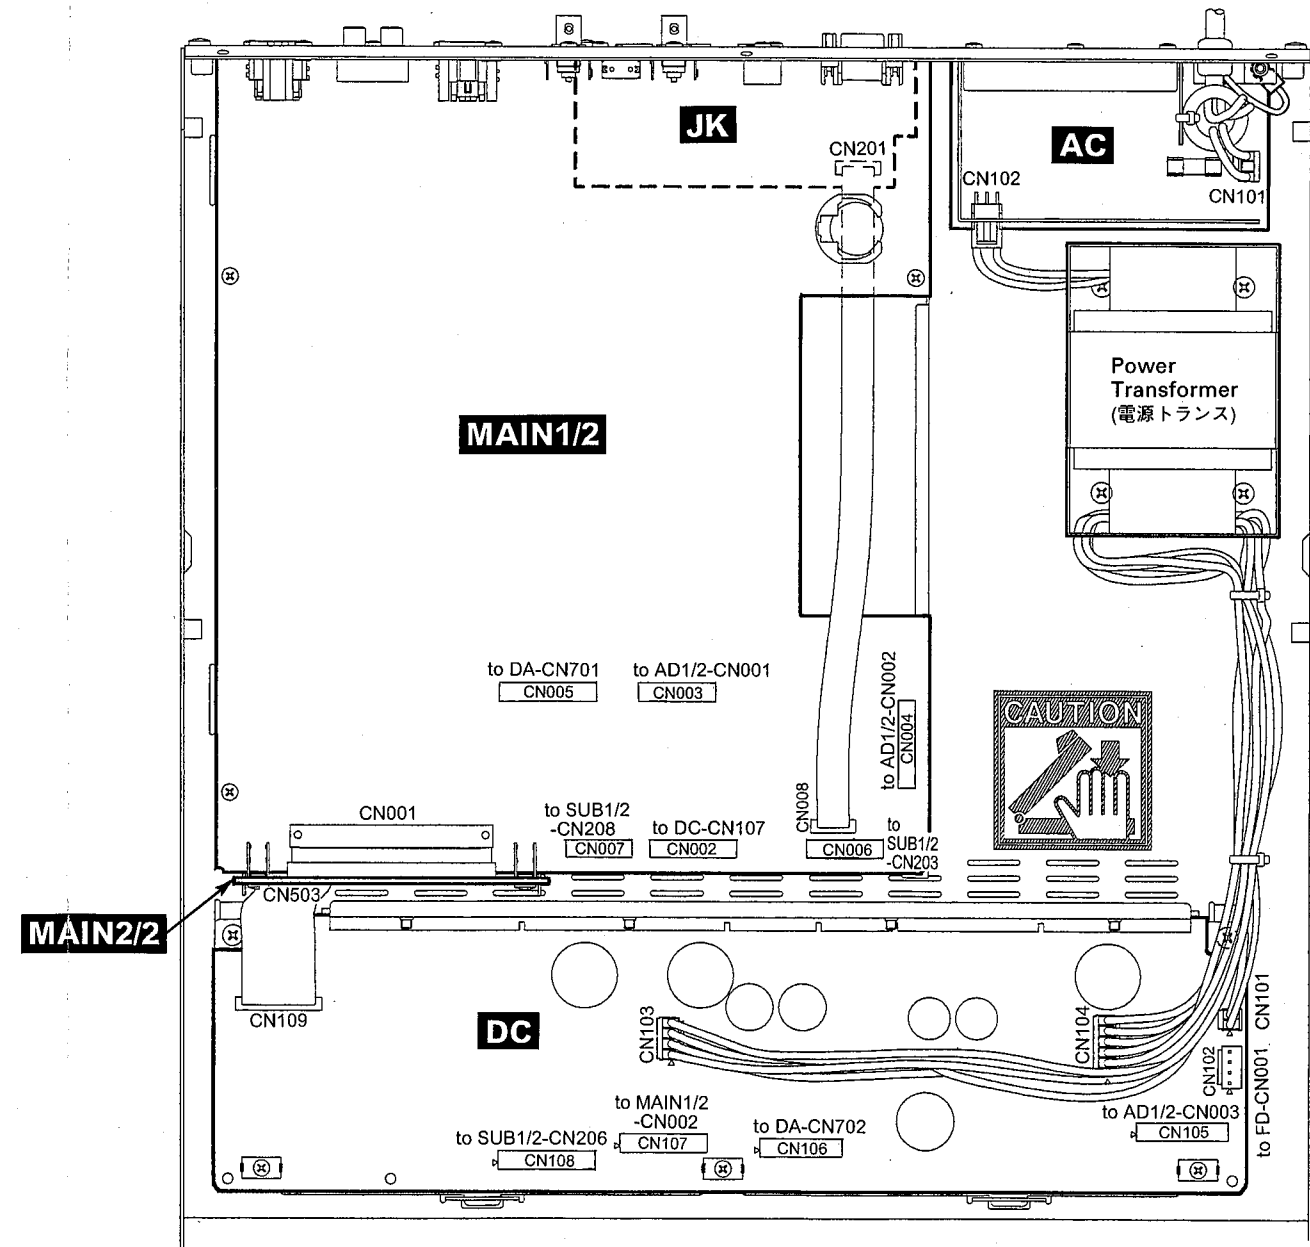 JK
CN201
AC
CN102
CN101
Power
Transformer
(電源トランス)
MAIN1/2
to DA-CN701
CN005
to AD1/2-CN001
CN003
to AD1/2-CN002
CN004
CAUTION
CN001
to SUB1/2
-CN208
CN007
to DC-CN107
CN002
CN008
CN006
to
SUB1/2
-CN203
CN503
MAIN2/2
CN109
DC
CN103
CN104
CN101
CN102
to FD-CN001
to MAIN1/2
-CN002
CN107
to SUB1/2-CN206
CN108
to DA-CN702
CN106
to AD1/2-CN003
CN105